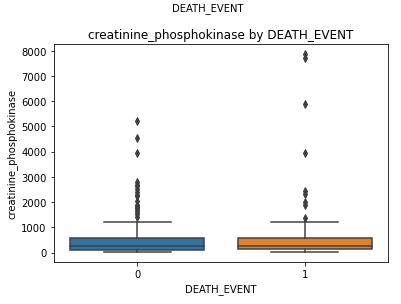 DEATH_EVENT
creatinine_phosphokinase by DEATH_EVENT
8000
7000
6000
5000
4000
3000
2000
1000
0
creatinine_phosphokinase
0 1
DEATH_EVENT